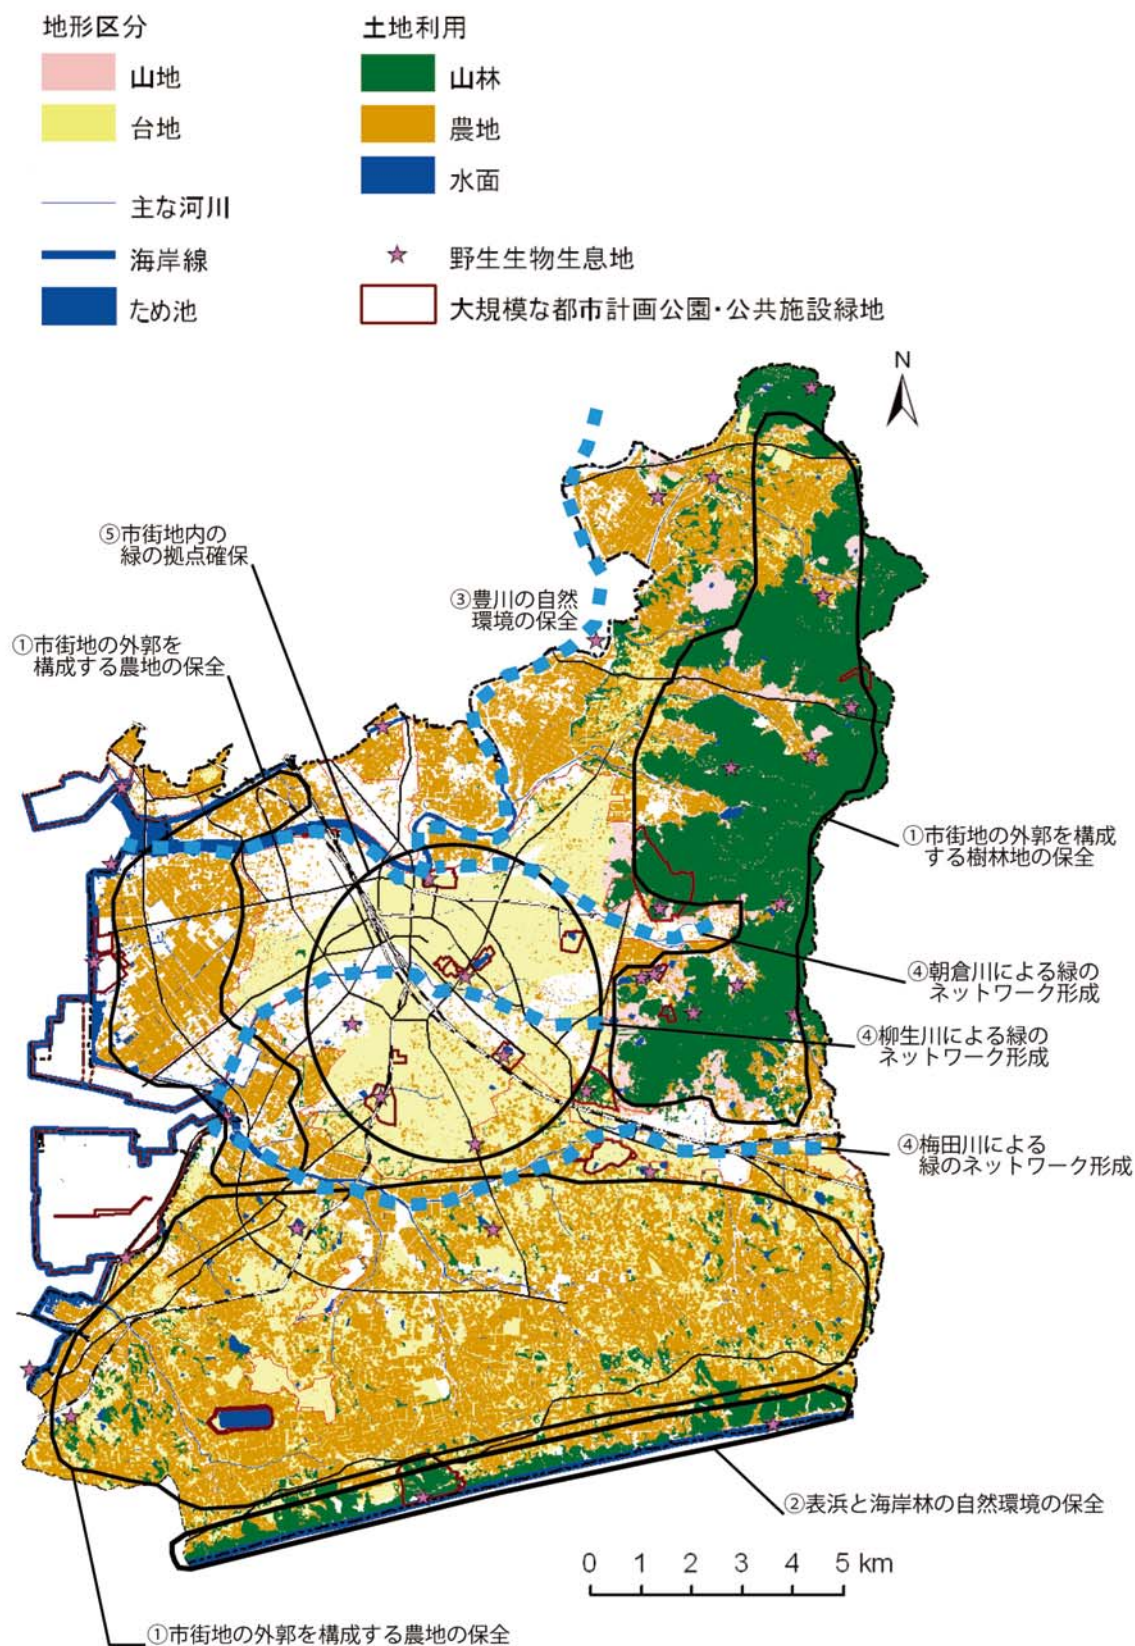 地形区分
山地
台地
主な河川
海岸線
ため池
土地利用
山林
農地
水面
野生生物生息地
大規模な都市計画公園・公共施設緑地
N
⑤市街地内の
緑の拠点確保
③豊川の自然
環境の保全
①市街地の外郭を
構成する農地の保全
①市街地の外郭を構成
する樹林地の保全
④朝倉川による緑の
ネットワーク形成
④柳生川による緑の
ネットワーク形成
④梅田川による
緑のネットワーク形成
②表浜と海岸林の自然環境の保全
0 1 2 3 4 5 km
①市街地の外郭を構成する農地の保全